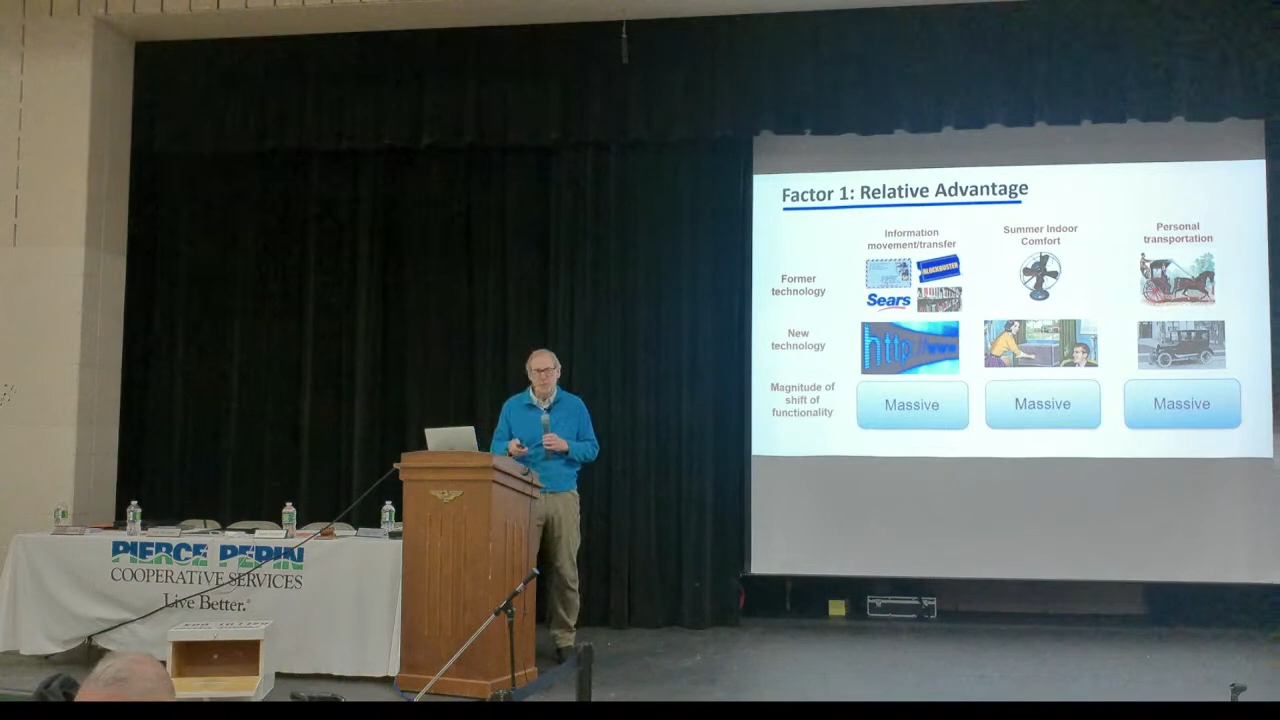 Factor 1: Relative Advantage
Information
movement/transfer
Summer Indoor
Comfort
Personal
transportation
Former
technology
BLOCKBUSTER
Sears
New
technology
http://www
Magnitude of
shift of
functionality
Massive
Massive
Massive
PIERCE PEPIN
COOPERATIVE SERVICES
Live Better.®